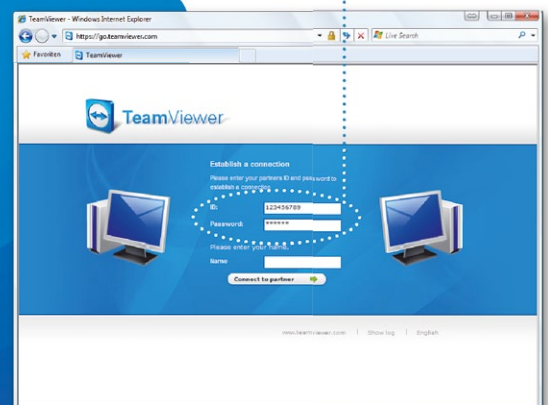 TeamViewer - Windows Internet Explorer
https://go.teamviewer.com
Live Search
Favoriten
TeamViewer
TeamViewer
Establish a connection
Please enter your partners ID and password to
establish a connection
ID: 123456789
Password: ******
Please enter your name.
Name
Connect to partner
www.teamviewer.com | Show log | English